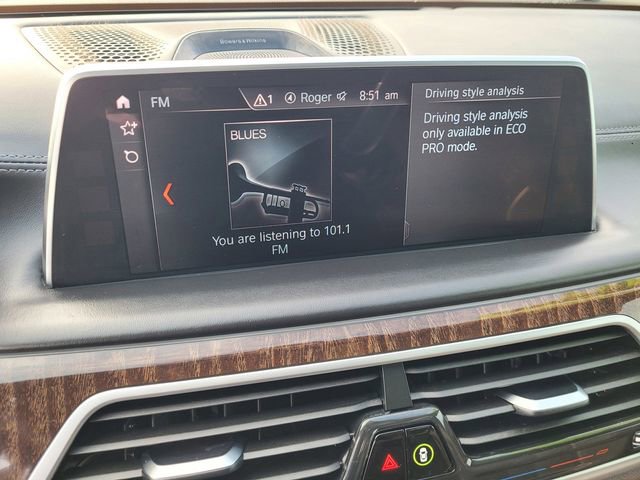 Bowers & Wilkins
FM
1
Roger
8:51 am
BLUES
You are listening to 101.1
FM
Driving style analysis
Driving style analysis
only available in ECO
PRO mode.